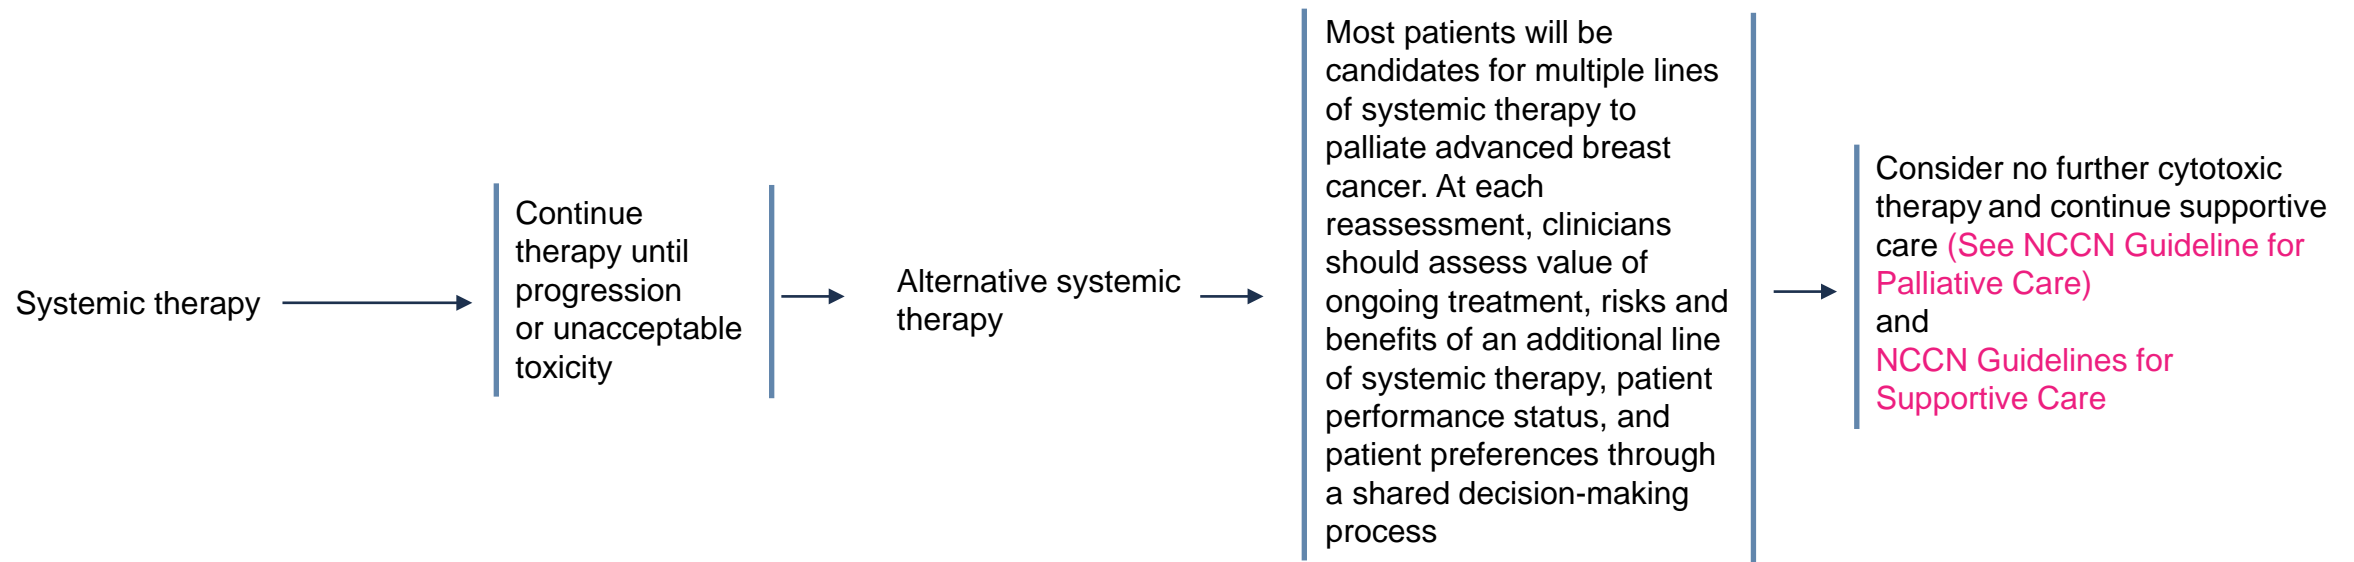 Systemic therapy
Continue
therapy until
progression
or unacceptable
toxicity
Alternative systemic
therapy
Most patients will be
candidates for multiple lines
of systemic therapy to
palliate advanced breast
cancer. At each
reassessment, clinicians
should assess value of
ongoing treatment, risks and
benefits of an additional line
of systemic therapy, patient
performance status, and
patient preferences through
a shared decision-making
process
Consider no further cytotoxic
therapy and continue supportive
care (See NCCN Guideline for
Palliative Care)
and
NCCN Guidelines for
Supportive Care